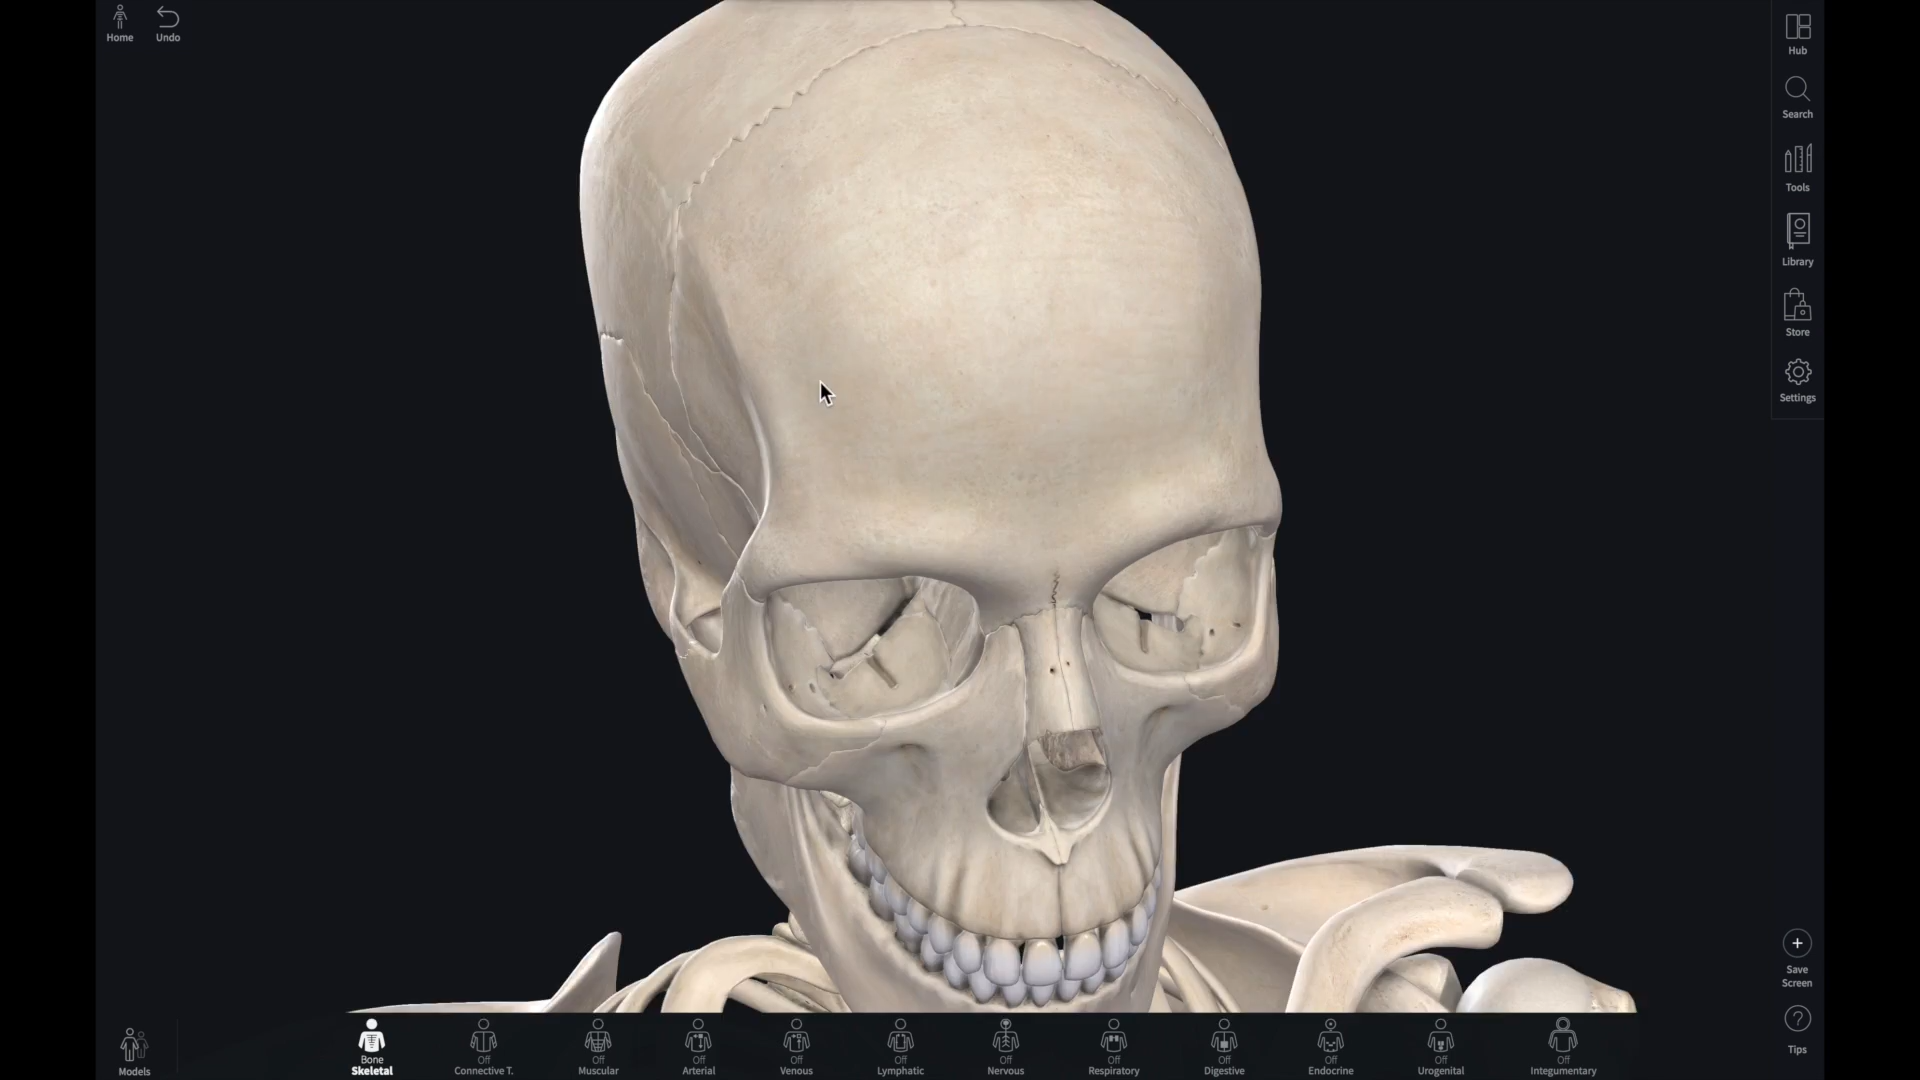 Home
Undo
Hub
Search
Tools
Library
Store
Settings
Save
Screen
Tips
Models
Bone
Skeletal
Off
Connective T.
Off
Muscular
Off
Arterial
Off
Venous
Off
Lymphatic
Off
Nervous
Off
Respiratory
Off
Digestive
Off
Endocrine
Off
Urogenital
Off
Integumentary